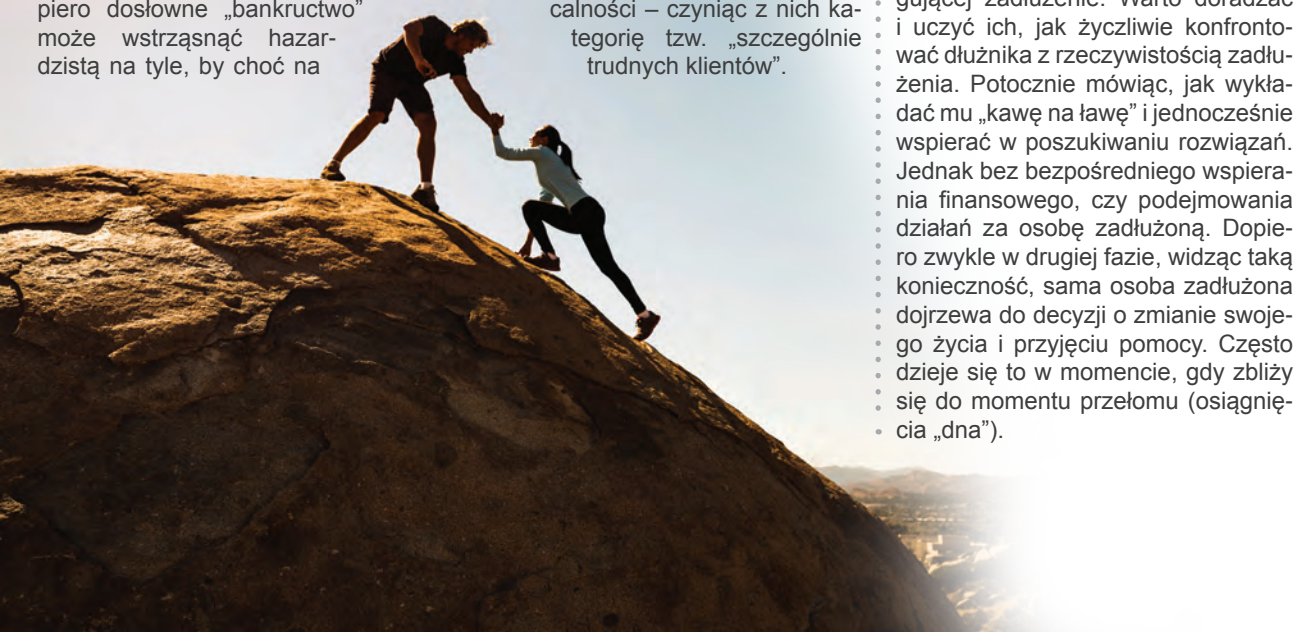 piero dosłowne „bankructwo”
może wstrząsnąć hazar-
dzistą na tyle, by choć na
calności – czyniąc z nich ka-
tegorię tzw. „szczególnie
trudnych klientów”.
gującej zadłużenie. Warto doradzać
i uczyć ich, jak życzliwie konfronto-
wać dłużnika z rzeczywistością zadłu-
żenia. Potocznie mówiąc, jak wykła-
dać mu „kawę na ławę” i jednocześnie
wspierać w poszukiwaniu rozwiązań.
Jednak bez bezpośredniego wspiera-
nia finansowego, czy podejmowania
działań za osobę zadłużoną. Dopie-
ro zwykle w drugiej fazie, widząc taką
konieczność, sama osoba zadłużona
dojrzewa do decyzji o zmianie swoje-
go życia i przyjęciu pomocy. Często
dzieje się to w momencie, gdy zbliży
się do momentu przełomu (osiągnię-
cia „dna”).